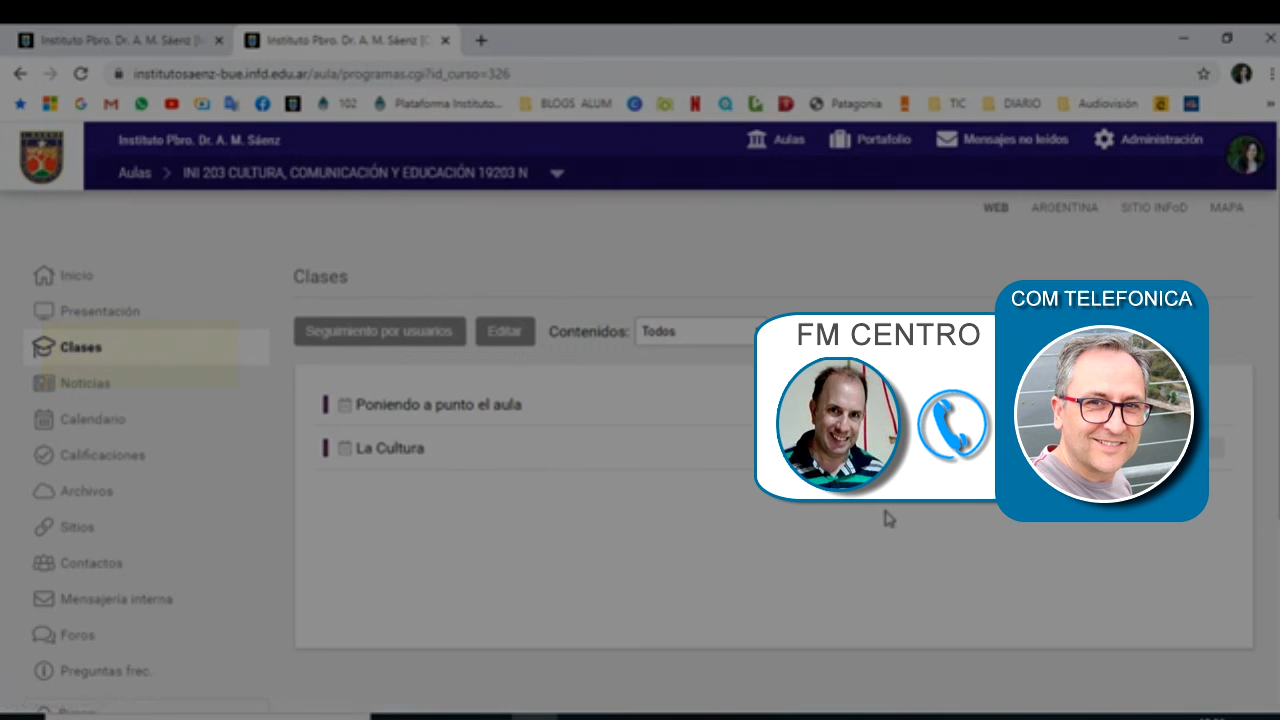 Instituto Pbro. Dr. A. M. Sáenz
Instituto Pbro. Dr. A. M. Sáenz
institutosaenz-bue.infd.edu.ar/aula/programas.cgi?id_curso=326
102
Plataforma Instituto...
BLOGS ALUM
Patagonia
TIC
DIARIO
Audiovisión
Instituto Pbro. Dr. A. M. Sáenz
Aulas
Portafolio
Mensajes no leídos
Administración
Aulas > INI 203 CULTURA, COMUNICACIÓN Y EDUCACIÓN 19203 N
WEB
ARGENTINA
SITIO INFoD
MAPA
Inicio
Presentación
Clases
Noticias
Calendario
Calificaciones
Archivos
Sitios
Contactos
Mensajería interna
Foros
Preguntas frec.
Clases
Seguimiento por usuarios
Editar
Contenidos:
Todos
Poniendo a punto el aula
La Cultura
FM CENTRO
COM TELEFONICA